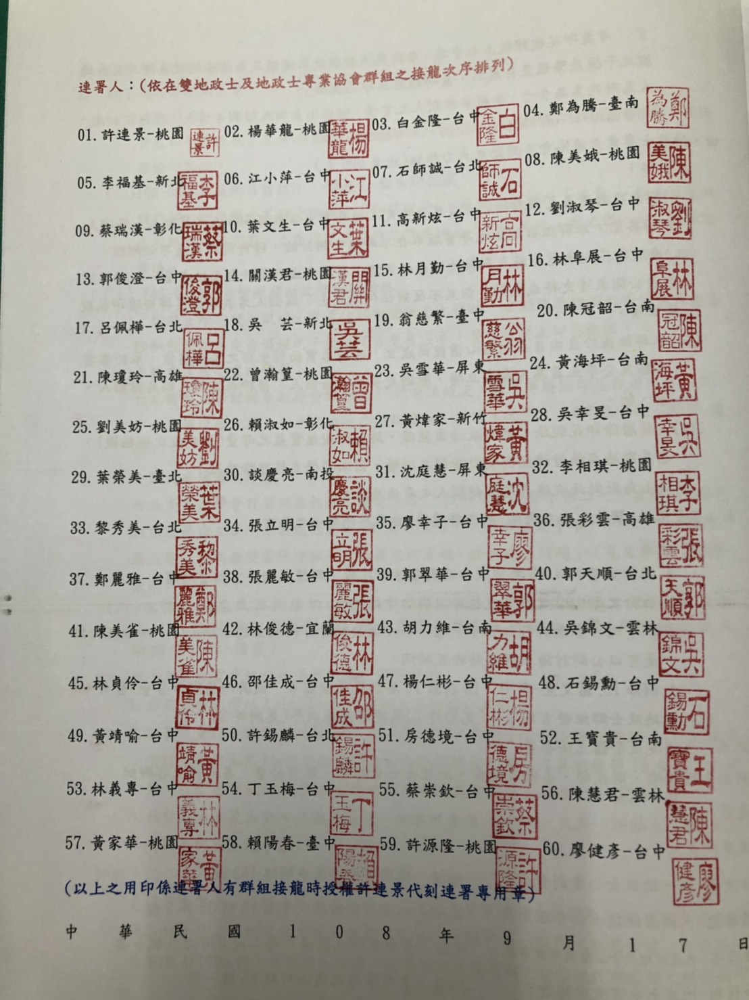 連署人：(依在雙地政士及地政士專業協會群組之接龍次序排列)
01. 許連景-桃園 02. 楊華龍-桃園 03. 白金隆-台中 04. 鄭為騰-臺南
05. 李福基-新北 06. 江小萍-台中 07. 石師誠-台北 08. 陳美娥-桃園
09. 蔡瑞漢-彰化 10. 葉文生-台中 11. 高新炫-台中 12. 劉淑琴-台中
13. 郭俊澄-台中 14. 關漢君-桃園 15. 林月勤-台中 16. 林阜展-台中
17. 呂佩樺-台北 18. 吳　芸-新北 19. 翁慈繁-臺中 20. 陳冠韶-台南
21. 陳瓊玲-高雄 22. 曾瀚篁-桃園 23. 吳雪華-屏東 24. 黃海坪-台南
25. 劉美妨-桃園 26. 賴淑如-彰化 27. 黃煒家-新竹 28. 吳幸旻-台中
29. 葉榮美-臺北 30. 談慶亮-南投 31. 沈庭慧-屏東 32. 李相琪-桃園
33. 黎秀美-台北 34. 張立明-台中 35. 廖幸子-台中 36. 張彩雲-高雄
37. 鄭麗雅-台中 38. 張麗敏-台中 39. 郭翠華-台中 40. 郭天順-台北
41. 陳美雀-桃園 42. 林俊德-宜蘭 43. 胡力維-台南 44. 吳錦文-雲林
45. 林貞伶-台中 46. 邵佳成-台中 47. 楊仁彬-台中 48. 石錫勳-台中
49. 黃靖喻-台中 50. 許錫麟-台北 51. 房德境-台中 52. 王寶貴-台南
53. 林義專-台中 54. 丁玉梅-台中 55. 蔡崇欽-台中 56. 陳慧君-雲林
57. 黃家華-桃園 58. 賴陽春-臺中 59. 許源隆-桃園 60. 廖健彥-台中
(以上之用印係連署人有群組接龍時授權許連景代刻連署專用章)
中 華 民 國 1 0 8 年 9 月 1 7 日